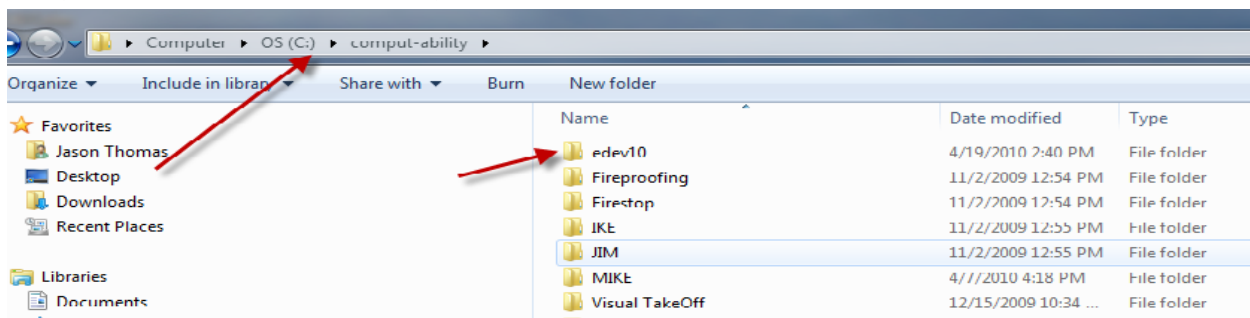 Computer OS (C:) comput-ability
Organize Include in library Share with Burn New folder
Name Date modified Type
Favorites
Jason Thomas edev10 4/19/2010 2:40 PM File folder
Desktop Fireproofing 11/2/2009 12:54 PM File folder
Downloads Firestop 11/2/2009 12:54 PM File folder
Recent Places IKE 11/2/2009 12:55 PM File folder
JIM 11/2/2009 12:55 PM File folder
Libraries MIKE 4/7/2010 4:18 PM File folder
Documents Visual TakeOff 12/15/2009 10:34 ... File folder